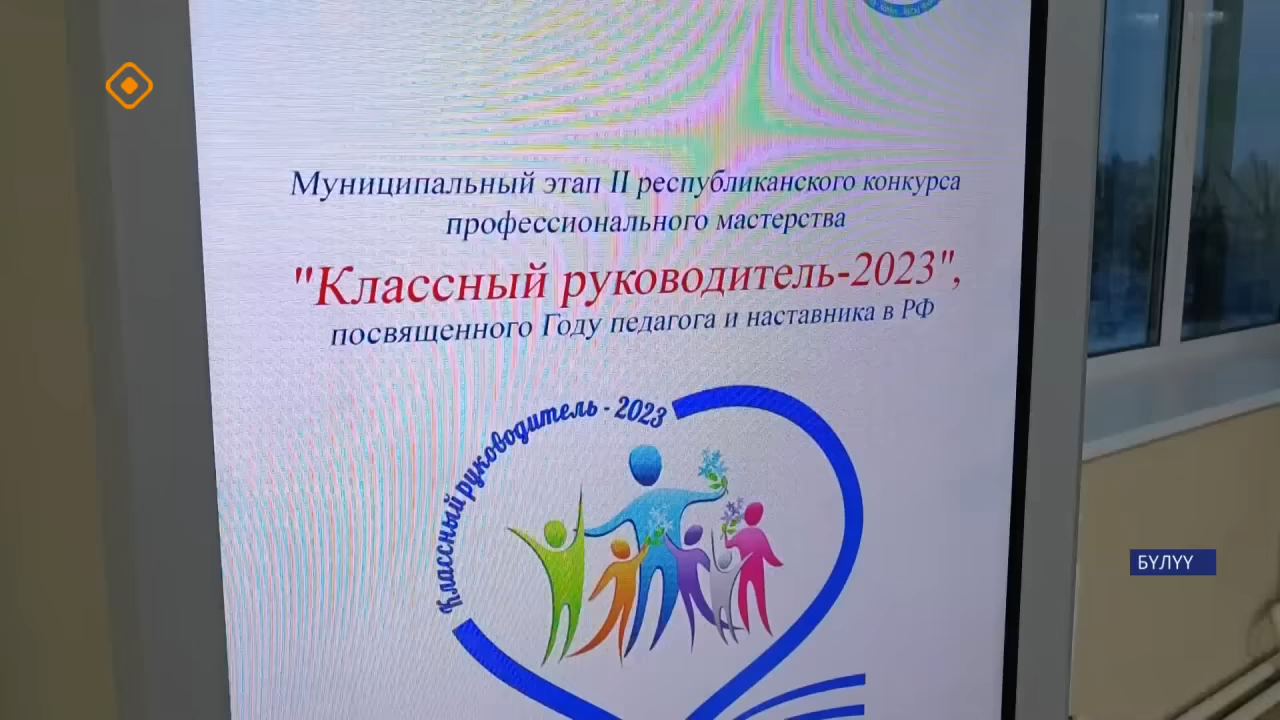 Муниципальный этап II республиканского конкурса
профессионального мастерства
"Классный руководитель-2023",
посвященного Году педагога и наставника в РФ
Классный руководитель - 2023
БҮЛҮҮ